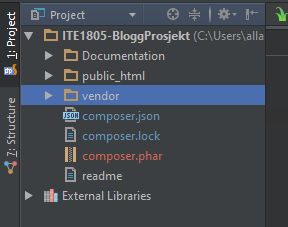 Project
ITE1805-BloggProsjekt (C:\Users\alla
Documentation
public_html
vendor
composer.json
composer.lock
composer.phar
readme
External Libraries
1: Project
7: Structure